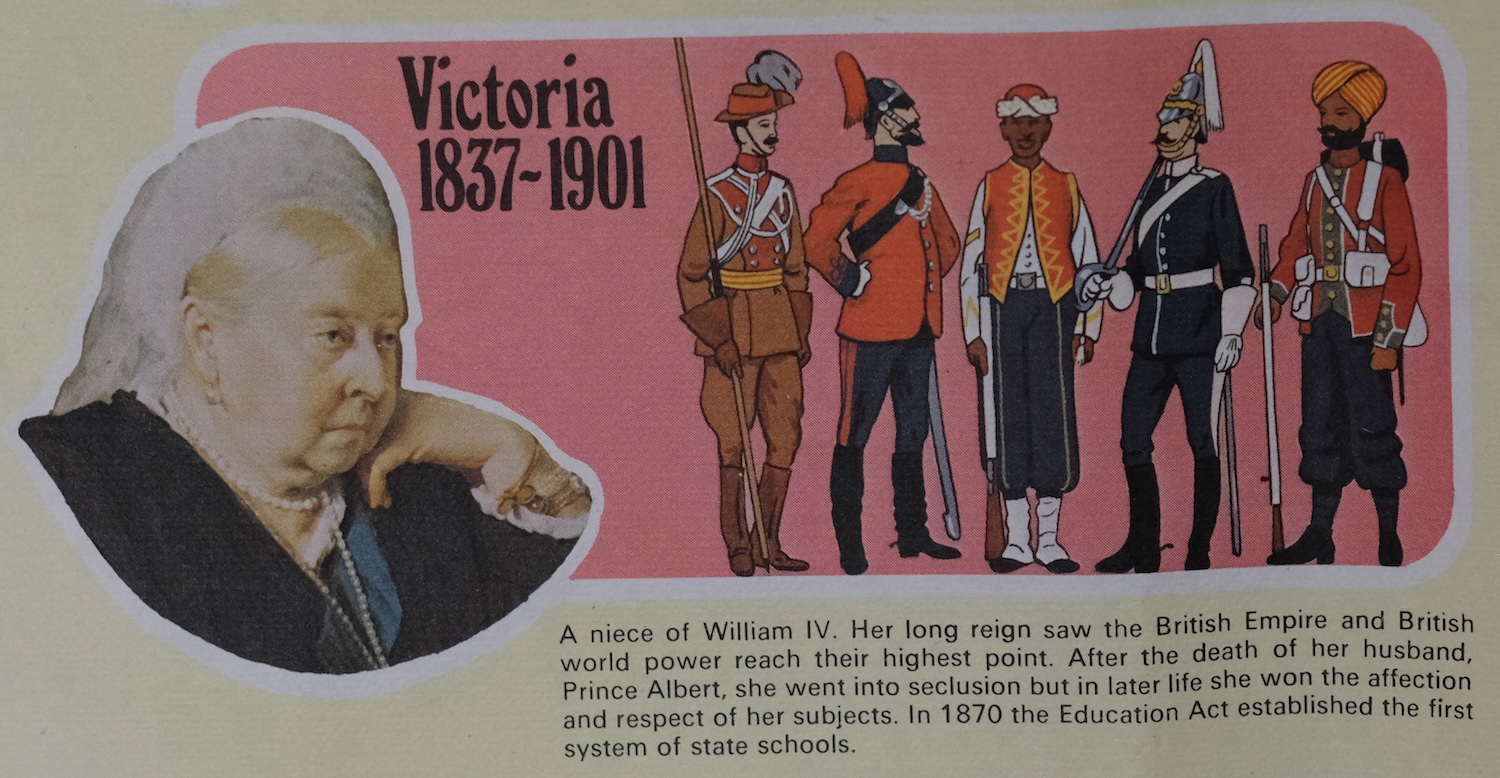 Victoria
1837~1901
A niece of William IV. Her long reign saw the British Empire and British
world power reach their highest point. After the death of her husband,
Prince Albert, she went into seclusion but in later life she won the affection
and respect of her subjects. In 1870 the Education Act established the first
system of state schools.